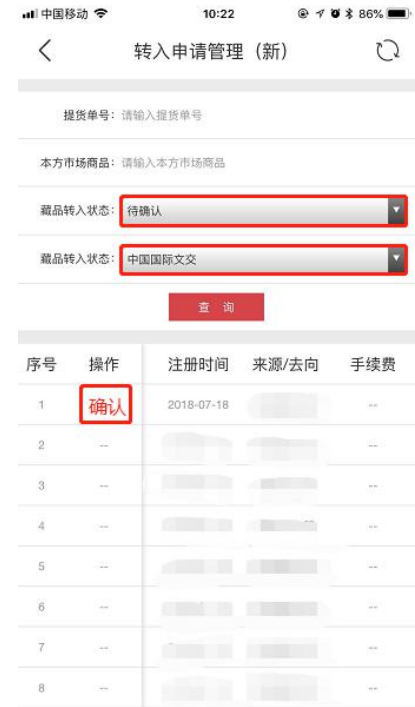 中国移动 10:22 86%
转入申请管理（新）
提货单号：请输入提货单号
本方市场商品：请输入本方市场商品
藏品转入状态：待确认
藏品转入状态：中国国际文交
查 询
序号 操作 注册时间 来源/去向 手续费
1 确认 2018-07-18 --
2 -- --
3 -- --
4 -- -- --
5 -- --
6 -- --
7 -- --
8 -- --